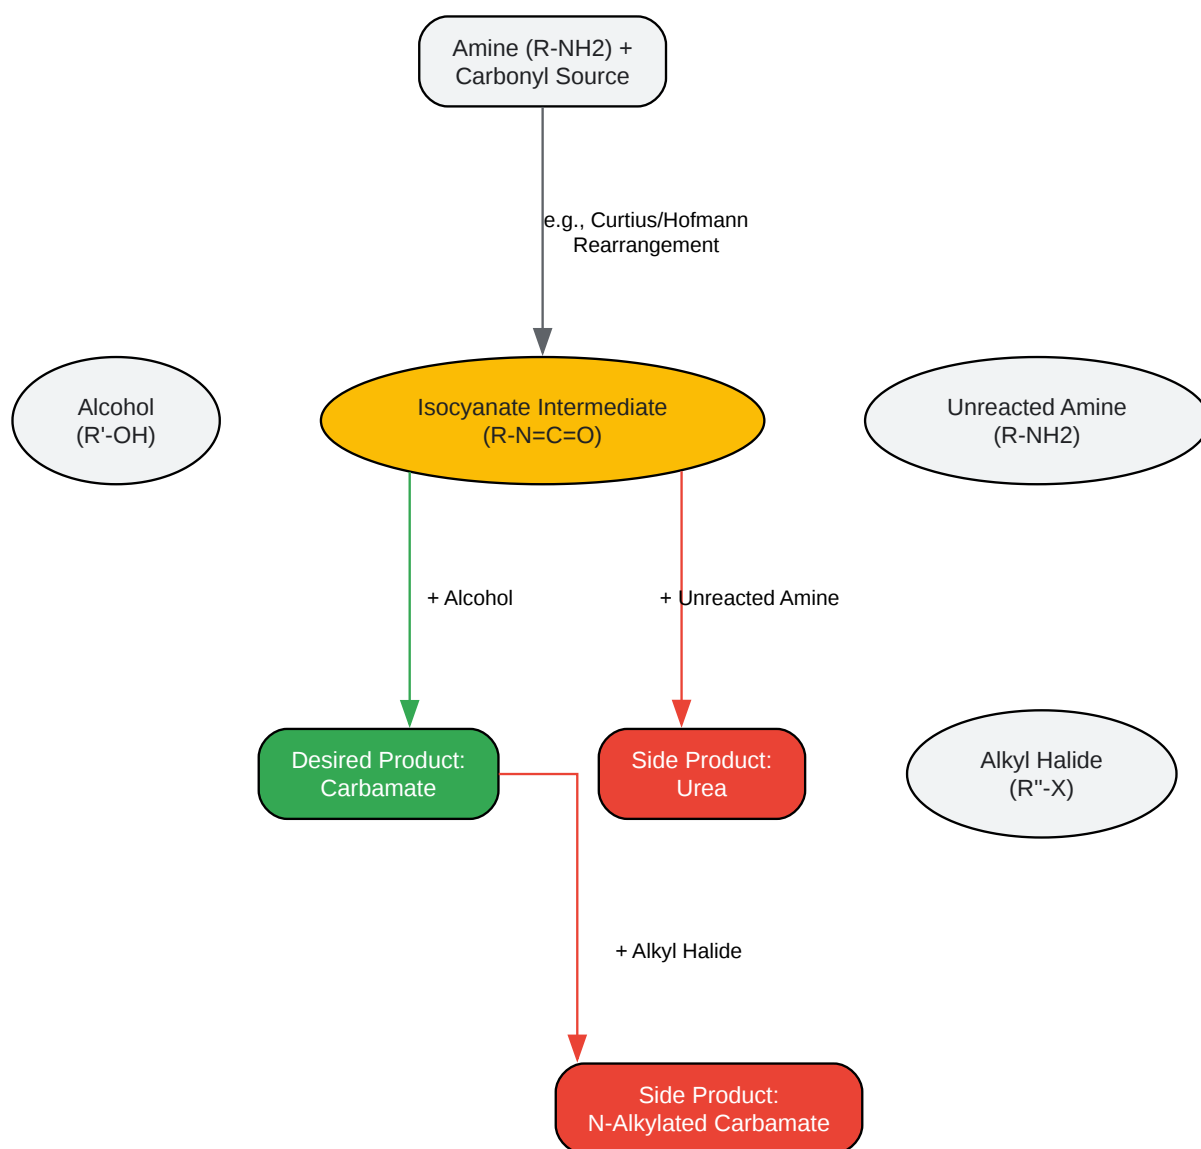 Amine (R-NH2) +
Carbonyl Source
e.g., Curtius/Hofmann
Rearrangement
Alcohol
(R'-OH)
Isocyanate Intermediate
(R-N=C=O)
Unreacted Amine
(R-NH2)
+ Alcohol
+ Unreacted Amine
Desired Product:
Carbamate
Side Product:
Urea
Alkyl Halide
(R''-X)
+ Alkyl Halide
Side Product:
N-Alkylated Carbamate